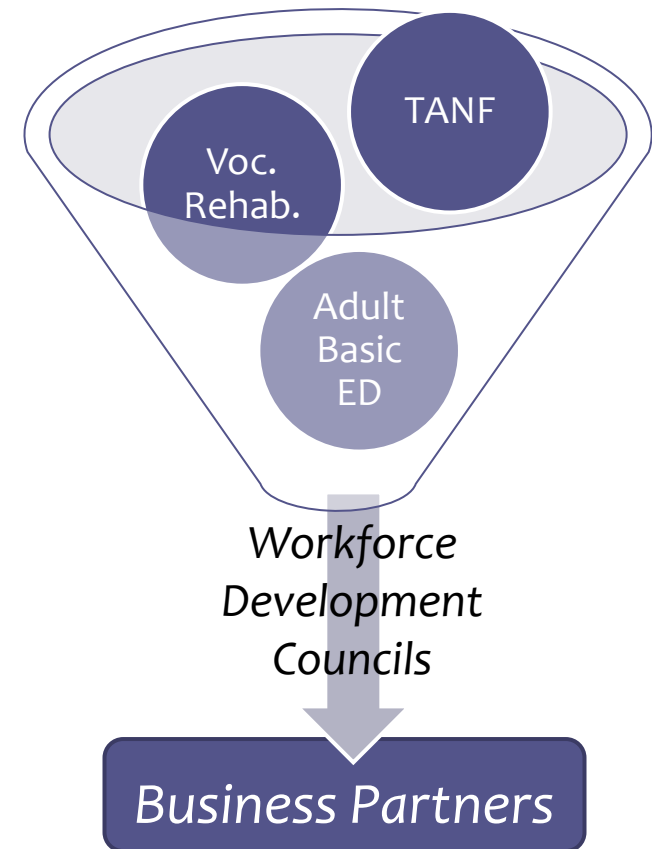 TANF
Voc.
Rehab.
Adult
Basic
ED
Workforce
Development
Councils
Business Partners